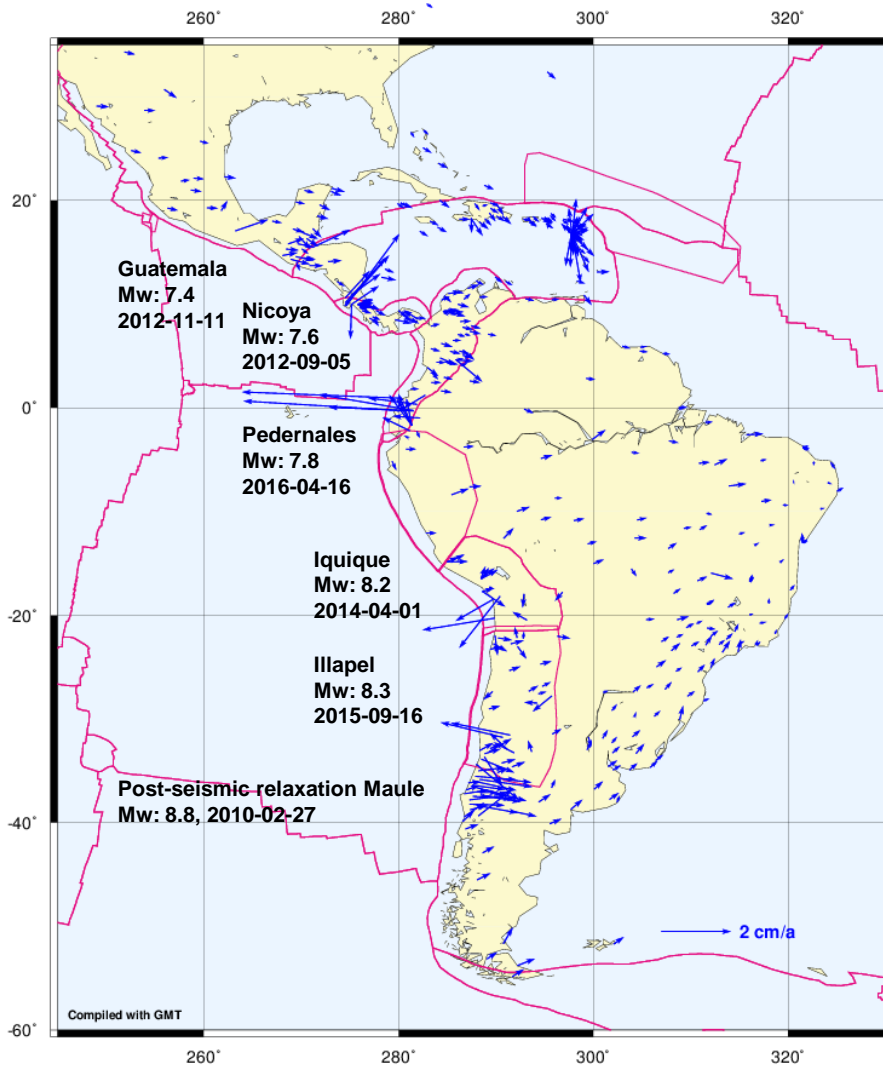 260˚ 280˚ 300˚ 320˚
20˚
Guatemala
Mw: 7.4
2012-11-11
Nicoya
Mw: 7.6
2012-09-05
0˚
Pedernales
Mw: 7.8
2016-04-16
Iquique
Mw: 8.2
2014-04-01
-20˚
Illapel
Mw: 8.3
2015-09-16
Post-seismic relaxation Maule
Mw: 8.8, 2010-02-27
-40˚
2 cm/a
Compiled with GMT
-60˚
260˚ 280˚ 300˚ 320˚